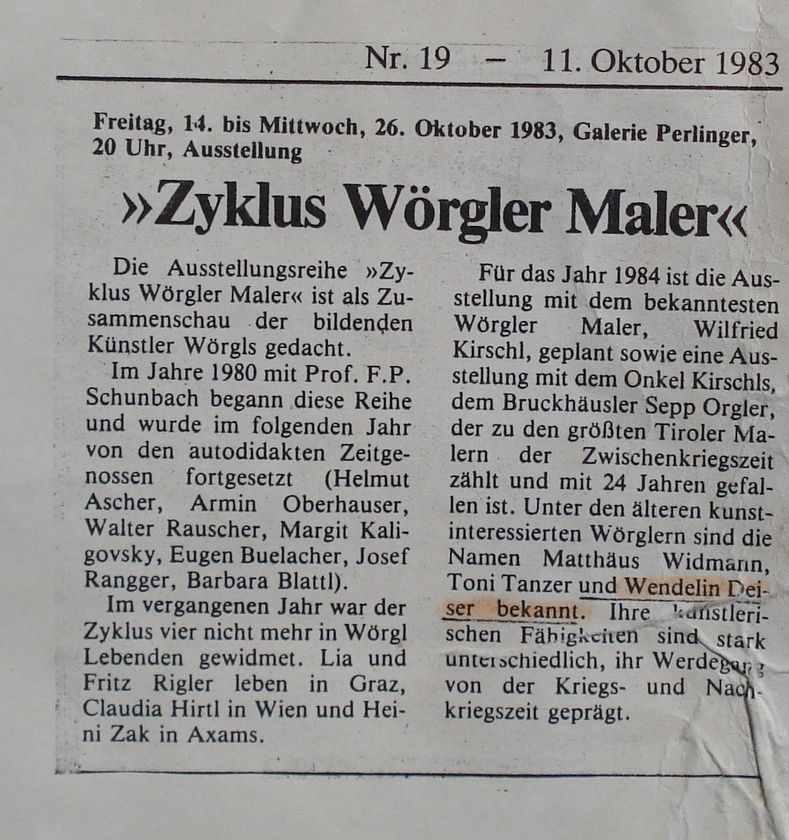 Nr. 19 – 11. Oktober 1983
Freitag, 14. bis Mittwoch, 26. Oktober 1983, Galerie Perlinger,
20 Uhr, Ausstellung
»Zyklus Wörgler Maler«
Die Ausstellungsreihe »Zy-
klus Wörgler Maler« ist als Zu-
sammenschau der bildenden
Künstler Wörgls gedacht.
Im Jahre 1980 mit Prof. F.P.
Schunbach begann diese Reihe
und wurde im folgenden Jahr
von den autodidakten Zeitge-
nossen fortgesetzt (Helmut
Ascher, Armin Oberhauser,
Walter Rauscher, Margit Kali-
govsky, Eugen Buelacher, Josef
Rangger, Barbara Blattl).
Im vergangenen Jahr war der
Zyklus vier nicht mehr in Wörgl
Lebenden gewidmet. Lia und
Fritz Rigler leben in Graz,
Claudia Hirtl in Wien und Hei-
ni Zak in Axams.
Für das Jahr 1984 ist die Aus-
stellung mit dem bekanntesten
Wörgler Maler, Wilfried
Kirschl, geplant sowie eine Aus-
stellung mit dem Onkel Kirschls,
dem Bruckhäusler Sepp Orgler,
der zu den größten Tiroler Ma-
lern der Zwischenkriegszeit
zählt und mit 24 Jahren gefal-
len ist. Unter den älteren kunst-
interessierten Wörglern sind die
Namen Matthäus Widmann,
Toni Tanzer und Wendelin Dei-
ser bekannt. Ihre künstleri-
schen Fähigkeiten sind stark
unterschiedlich, ihr Werdegang
von der Kriegs- und Nach-
kriegszeit geprägt.